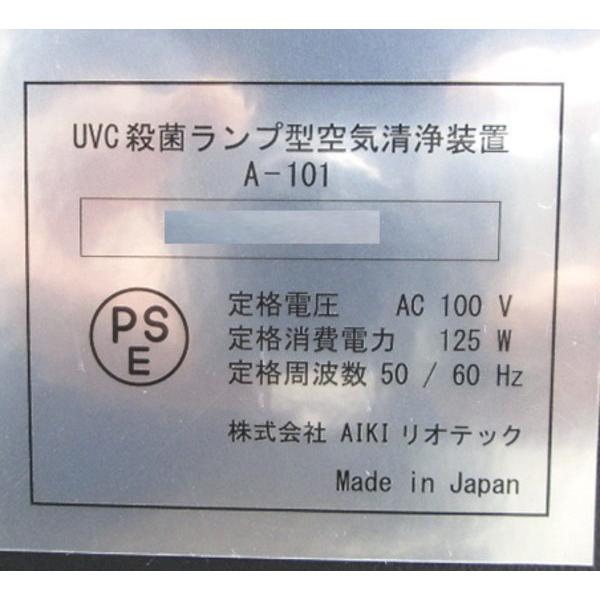 UVC殺菌ランプ型空気清浄装置
A-101
PS
E
定格電圧 AC 100 V
定格消費電力 125 W
定格周波数 50 / 60 Hz
株式会社 AIKI リオテック
Made in Japan